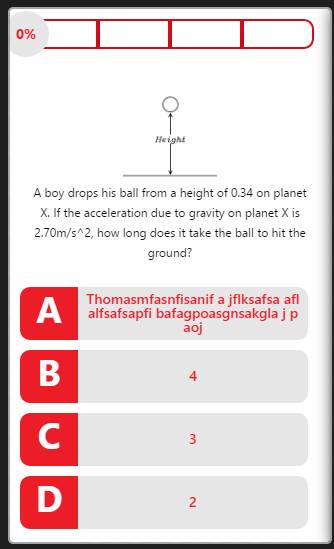 0%
Height
A boy drops his ball from a height of 0.34 on planet
X. If the acceleration due to gravity on planet X is
2.70m/s^2, how long does it take the ball to hit the
ground?
A
Thomasmfasnfisanif a jflksafsa afl
alfsafsapfi bafagpoasgnsakgla j p
aoj
B
4
C
3
D
2